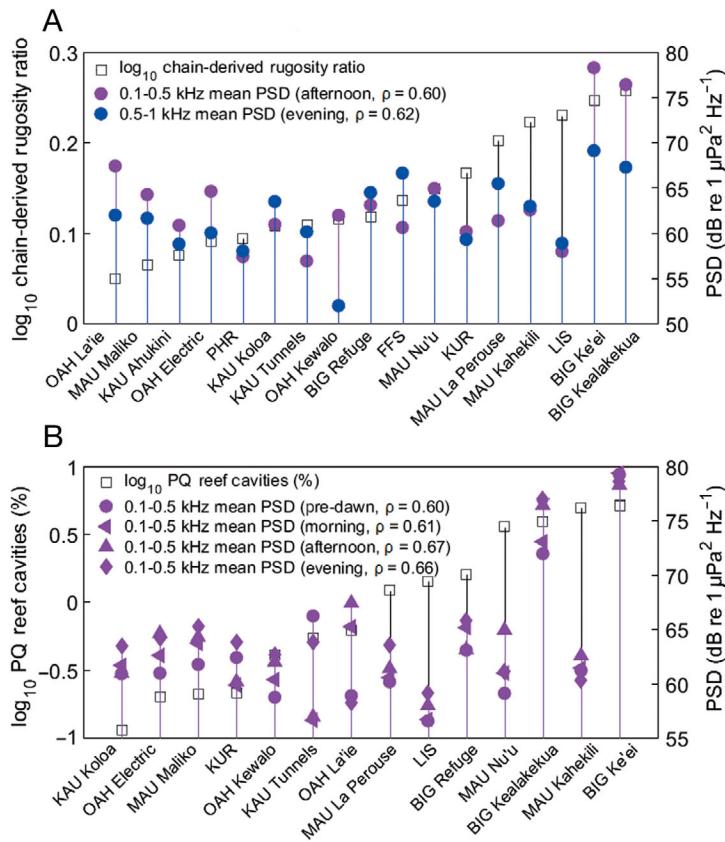 A
0.3
0.2
0.1
0
80
75
70
65
60
55
50
log10 chain-derived rugosity ratio
PSD (dB re 1 μPa² Hz⁻¹)
log10 chain-derived rugosity ratio
0.1-0.5 kHz mean PSD (afternoon, ρ = 0.60)
0.5-1 kHz mean PSD (evening, ρ = 0.62)
OAH La'ie
MAU Maliko
KAU Ahukini
OAH Electric
PHR
KAU Koloa
KAU Tunnels
OAH Kewalo
BIG Refuge
FFS
MAU Nu'u
KUR
MAU La Perouse
MAU Kahekili
LIS
BIG Ke'ei
BIG Kealakekua
B
1
0.5
0
−0.5
−1
80
75
70
65
60
55
log10 PQ reef cavities (%)
PSD (dB re 1 μPa² Hz⁻¹)
log10 PQ reef cavities (%)
0.1-0.5 kHz mean PSD (pre-dawn, ρ = 0.60)
0.1-0.5 kHz mean PSD (morning, ρ = 0.61)
0.1-0.5 kHz mean PSD (afternoon, ρ = 0.67)
0.1-0.5 kHz mean PSD (evening, ρ = 0.66)
KAU Koloa
OAH Electric
MAU Maliko
KUR
OAH Kewalo
KAU Tunnels
OAH La'ie
MAU La Perouse
LIS
BIG Refuge
MAU Nu'u
BIG Kealakekua
MAU Kahekili
BIG Ke'ei